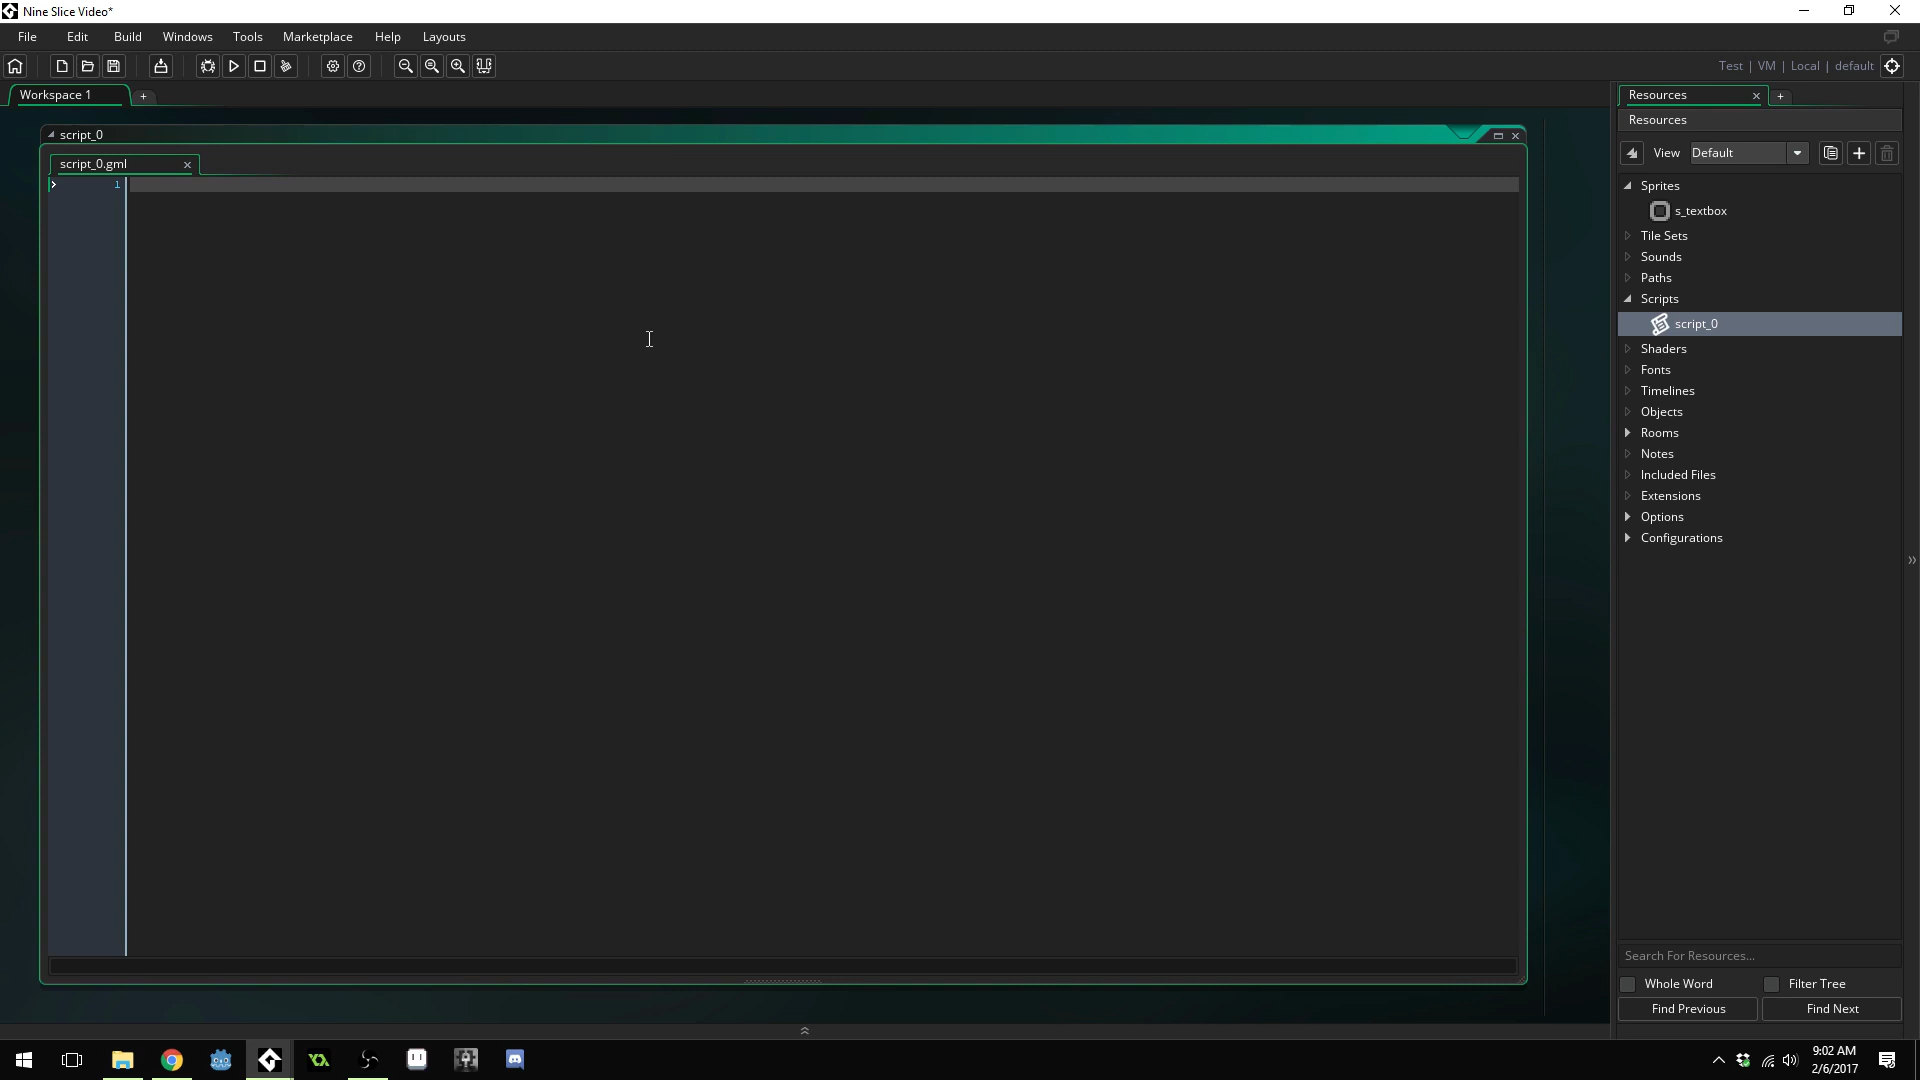 Nine Slice Video*
File Edit Build Windows Tools Marketplace Help Layouts
Test | VM | Local | default
Workspace 1
Resources
Resources
script_0
script_0.gml
1
View Default
Sprites
s_textbox
Tile Sets
Sounds
Paths
Scripts
script_0
Shaders
Fonts
Timelines
Objects
Rooms
Notes
Included Files
Extensions
Options
Configurations
Search For Resources...
Whole Word Filter Tree
Find Previous Find Next
9:02 AM
2/6/2017